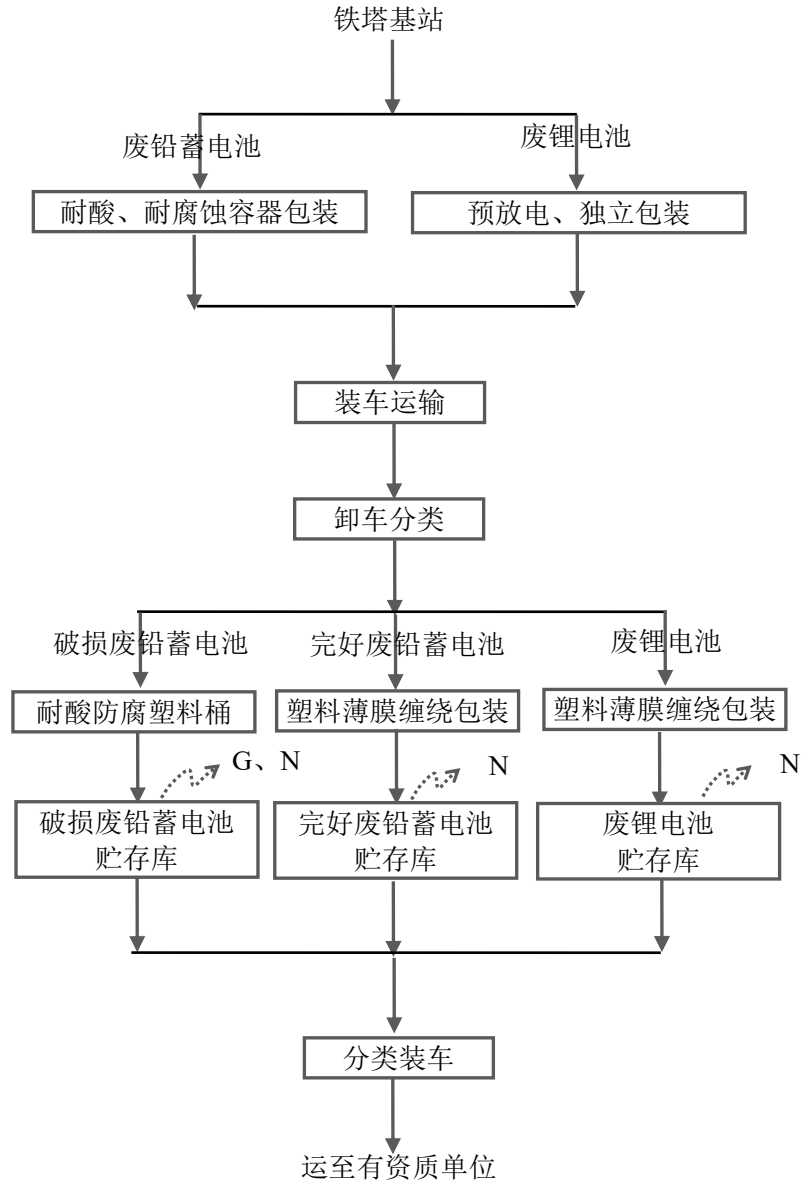 铁塔基站
废铅蓄电池
废锂电池
耐酸、耐腐蚀容器包装
预放电、独立包装
装车运输
卸车分类
破损废铅蓄电池
完好废铅蓄电池
废锂电池
耐酸防腐塑料桶
塑料薄膜缠绕包装
塑料薄膜缠绕包装
G、N
N
N
破损废铅蓄电池
贮存库
完好废铅蓄电池
贮存库
废锂电池
贮存库
分类装车
运至有资质单位